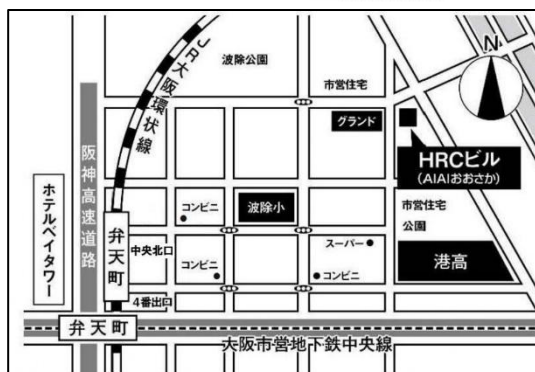 波除公園
市営住宅
N
JR大阪環状線
グランド
HRCビル
(AIAIおおさか)
阪神高速道路
ホテルベイタワー
コンビニ
波除小
市営住宅
公園
弁天町
中央北口
スーパー
港高
コンビニ
コンビニ
4番出口
弁天町
大阪市営地下鉄中央線